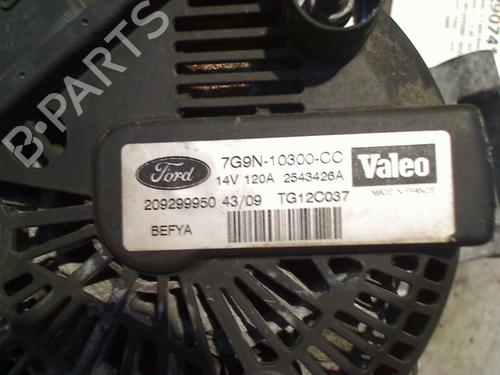 B-Parts
Ford
7G9N-10300-CC
Valeo
14V 120A 2543426A
MADE IN FRANCE
209299950 43/09 TG12C037
BEFYA